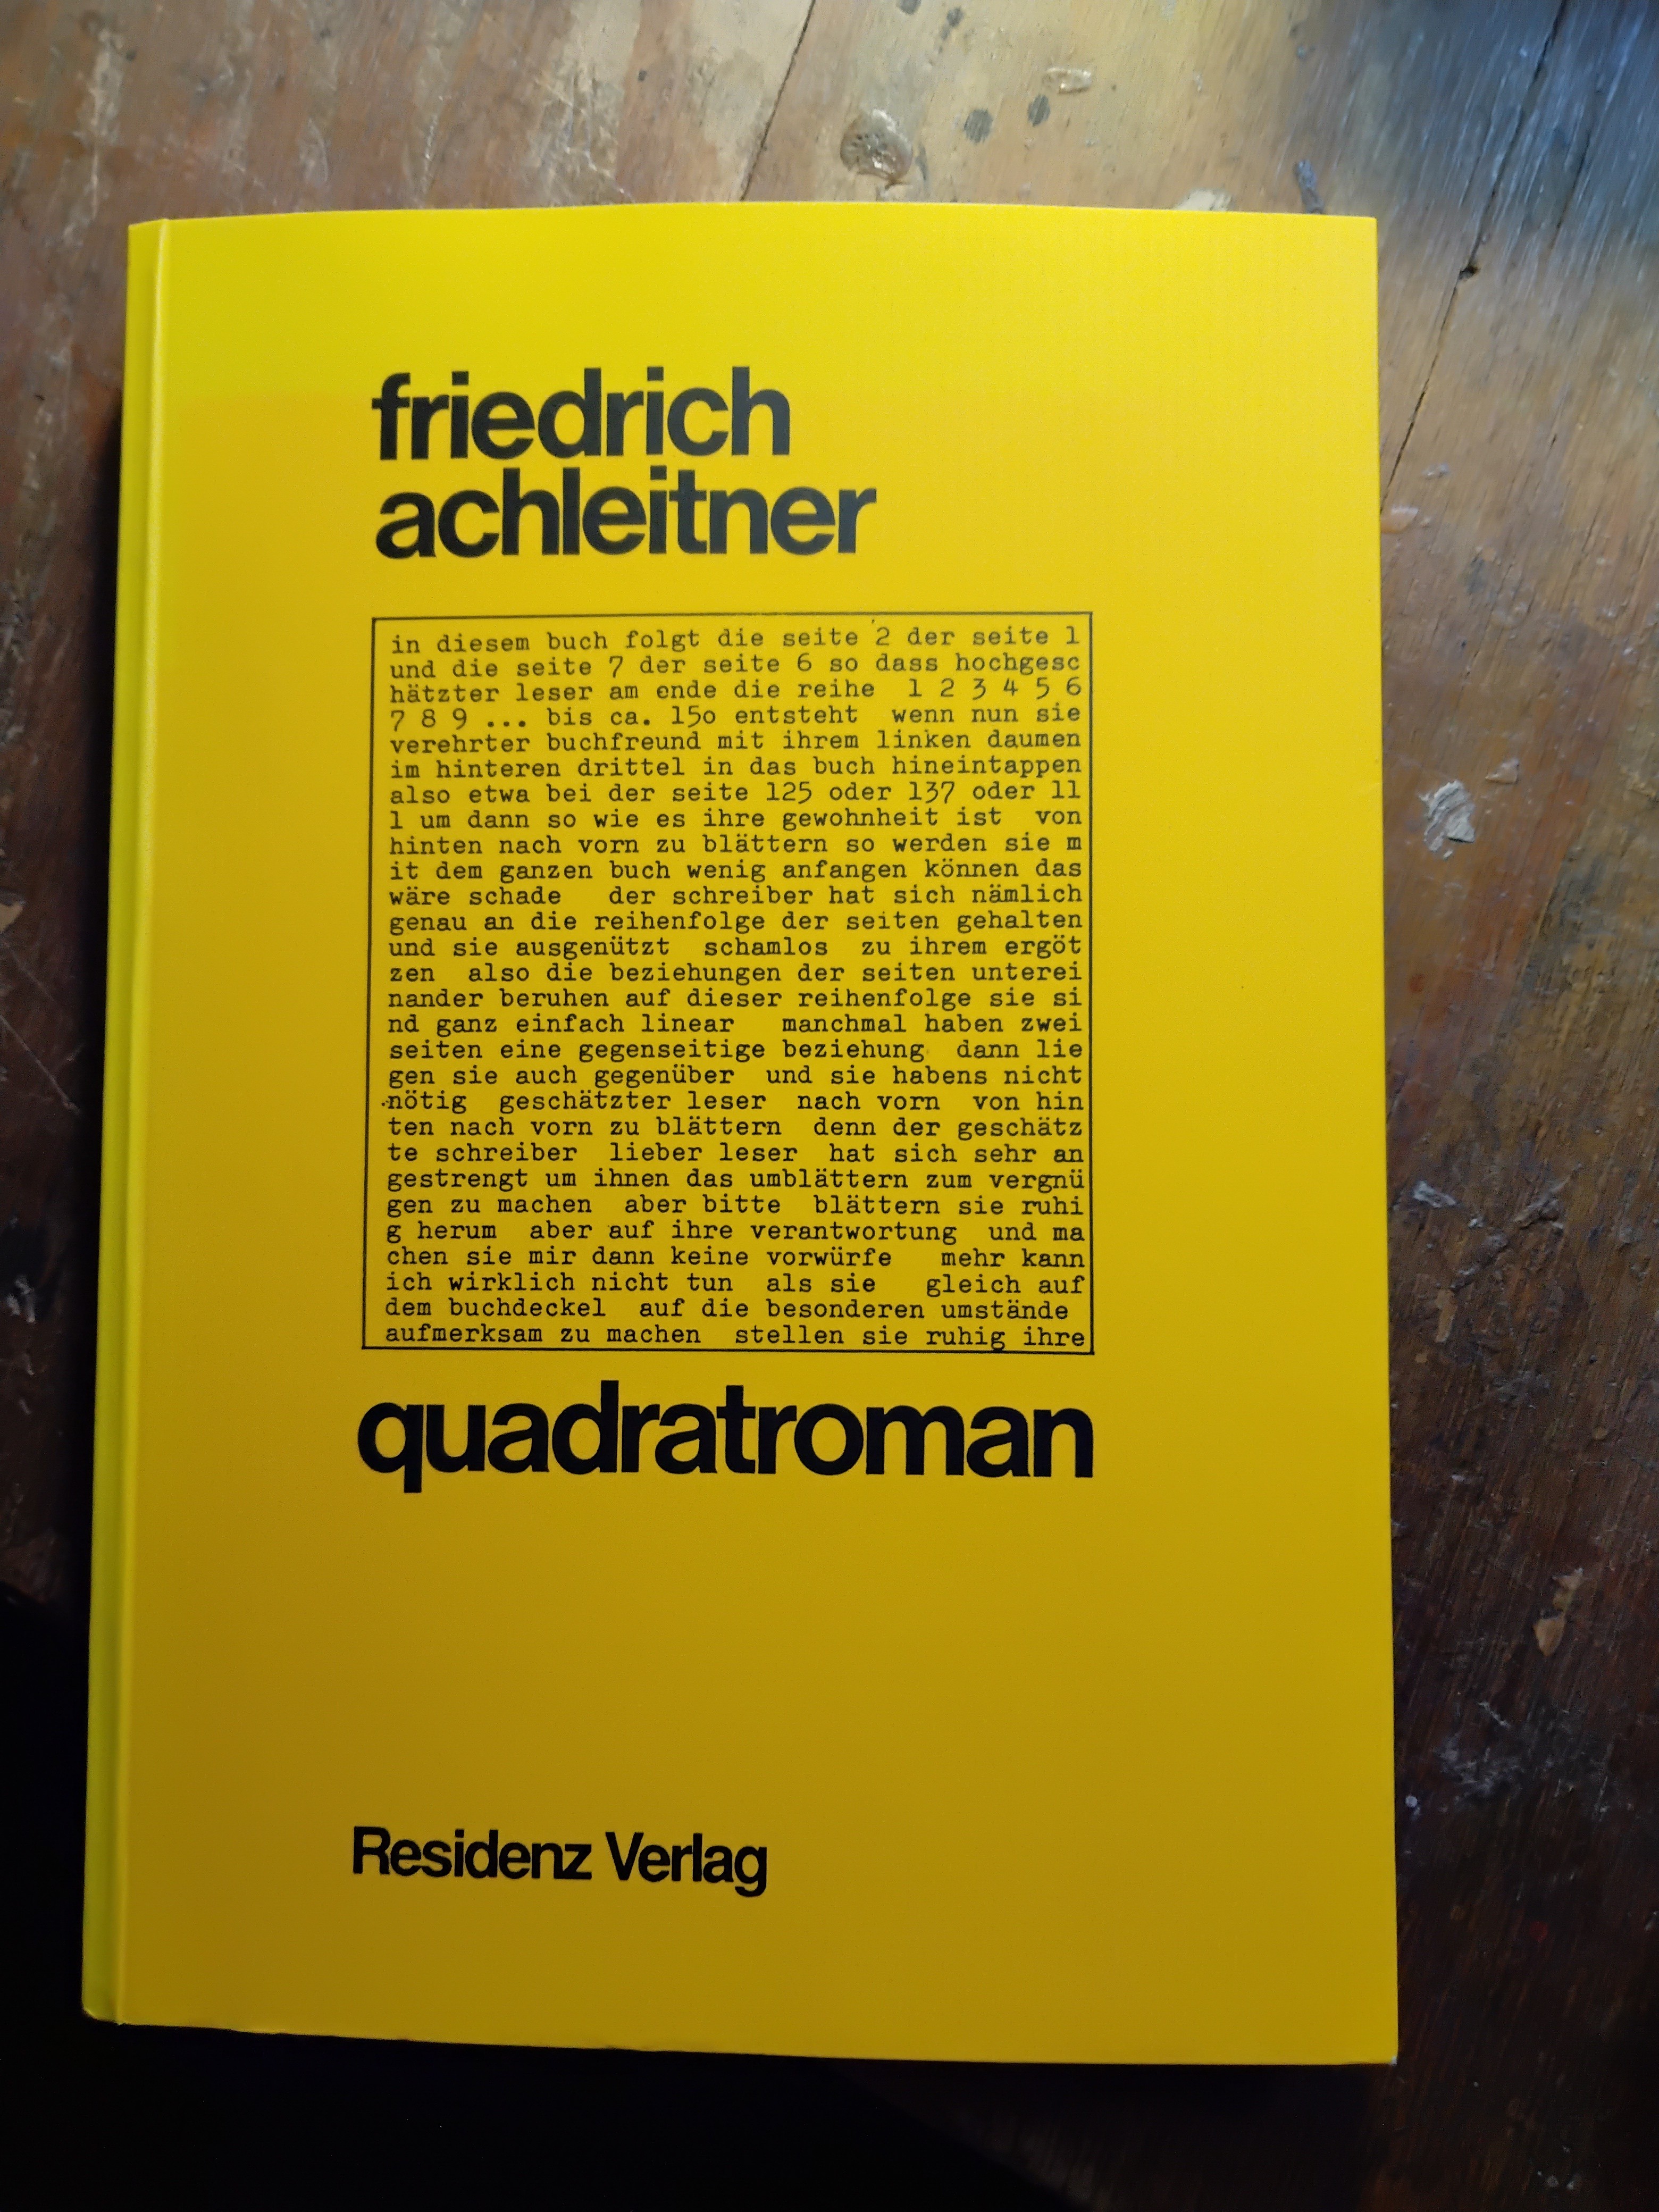 friedrich
achleitner
in diesem buch folgt die seite 2 der seite 1
und die seite 7 der seite 6 so dass hochgesc
hätzter leser am ende die reihe  1 2 3 4 5 6
7 8 9 ... bis ca. 15o entsteht  wenn nun sie
verehrter buchfreund mit ihrem linken daumen
im hinteren drittel in das buch hineintappen
also etwa bei der seite 125 oder 137 oder 11
1 um dann so wie es ihre gewohnheit ist  von
hinten nach vorn zu blättern so werden sie m
it dem ganzen buch wenig anfangen können das
wäre schade   der schreiber hat sich nämlich
genau an die reihenfolge der seiten gehalten
und sie ausgenützt  schamlos  zu ihrem ergöt
zen  also die beziehungen der seiten unterei
nander beruhen auf dieser reihenfolge sie si
nd ganz einfach linear   manchmal haben zwei
seiten eine gegenseitige beziehung  dann lie
gen sie auch gegenüber  und sie habens nicht
nötig  geschätzter leser  nach vorn  von hin
ten nach vorn zu blättern  denn der geschätz
te schreiber  lieber leser  hat sich sehr an
gestrengt um ihnen das umblättern zum vergnü
gen zu machen  aber bitte  blättern sie ruhi
g herum  aber auf ihre verantwortung  und ma
chen sie mir dann keine vorwürfe   mehr kann
ich wirklich nicht tun  als sie   gleich auf
dem buchdeckel  auf die besonderen umstände
aufmerksam zu machen  stellen sie ruhig ihre
quadratroman
Residenz Verlag